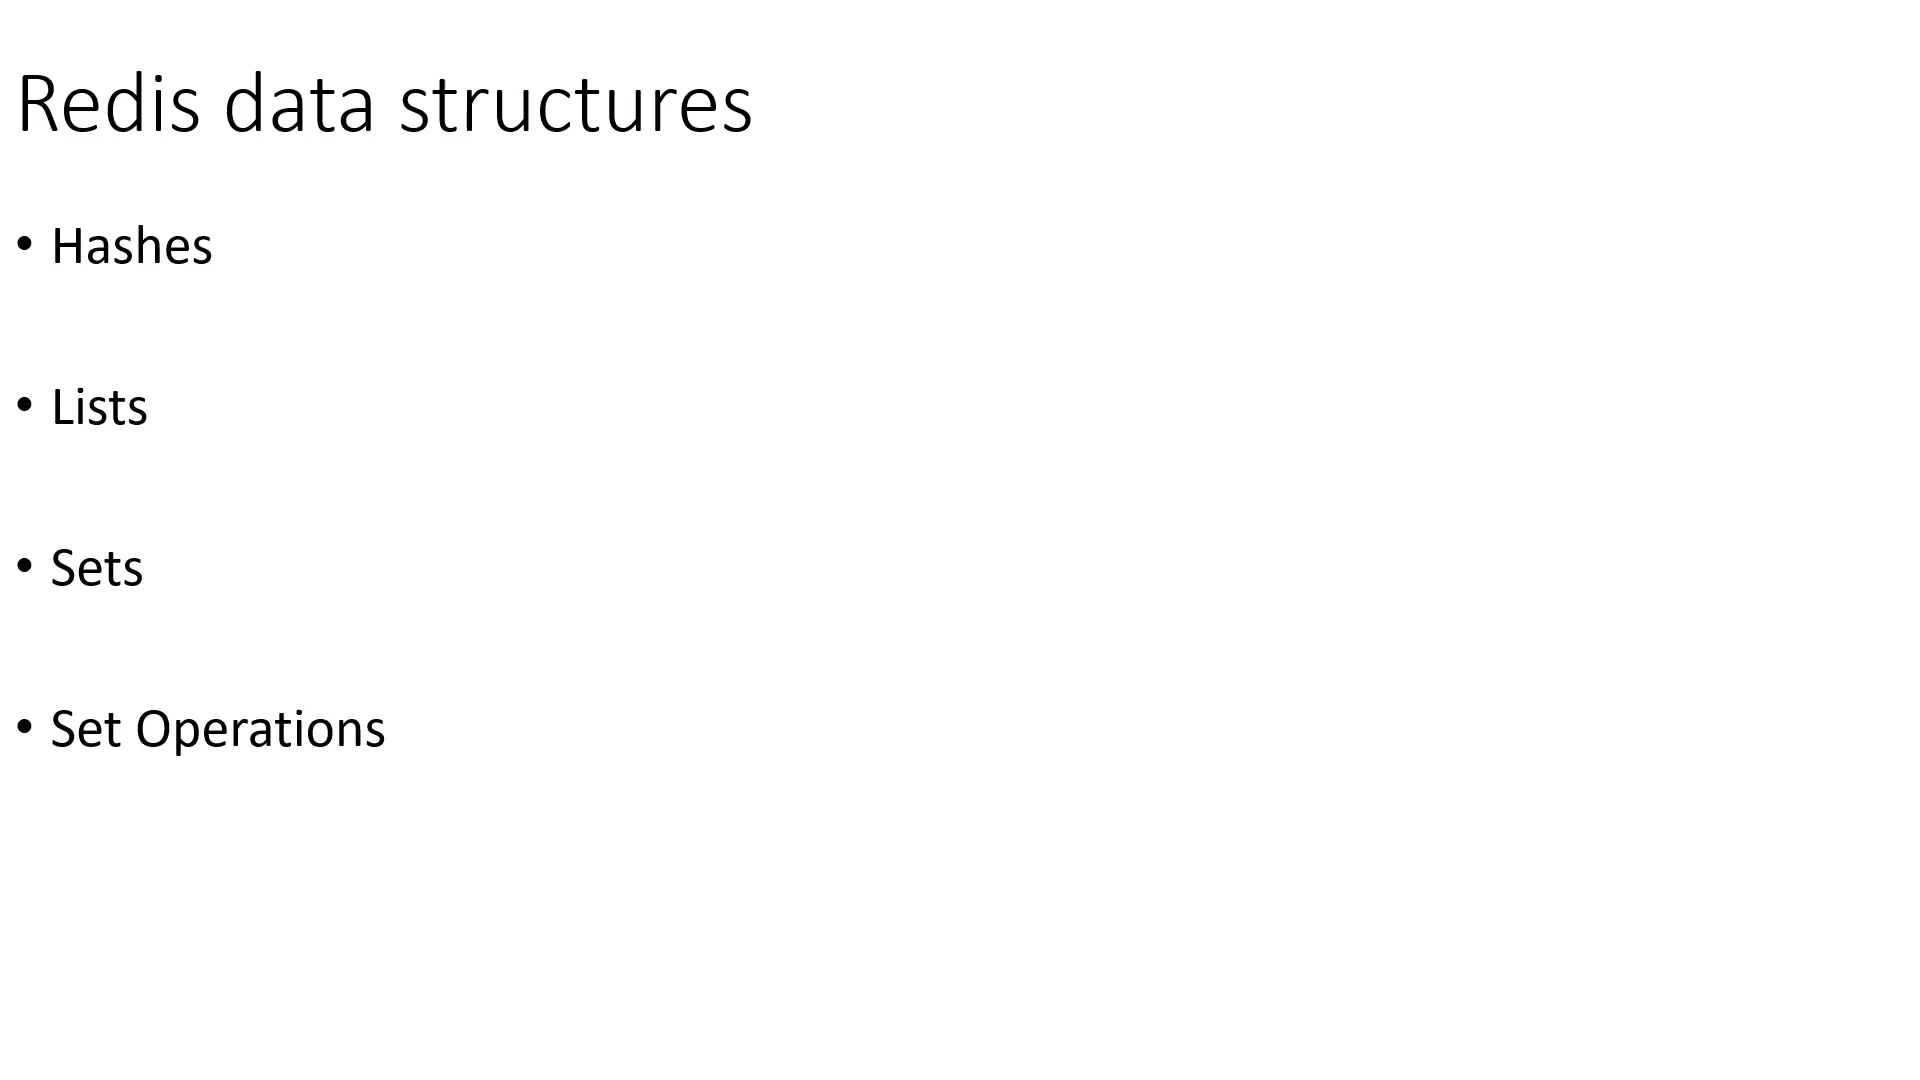 Redis data structures
• Hashes
• Lists
• Sets
• Set Operations